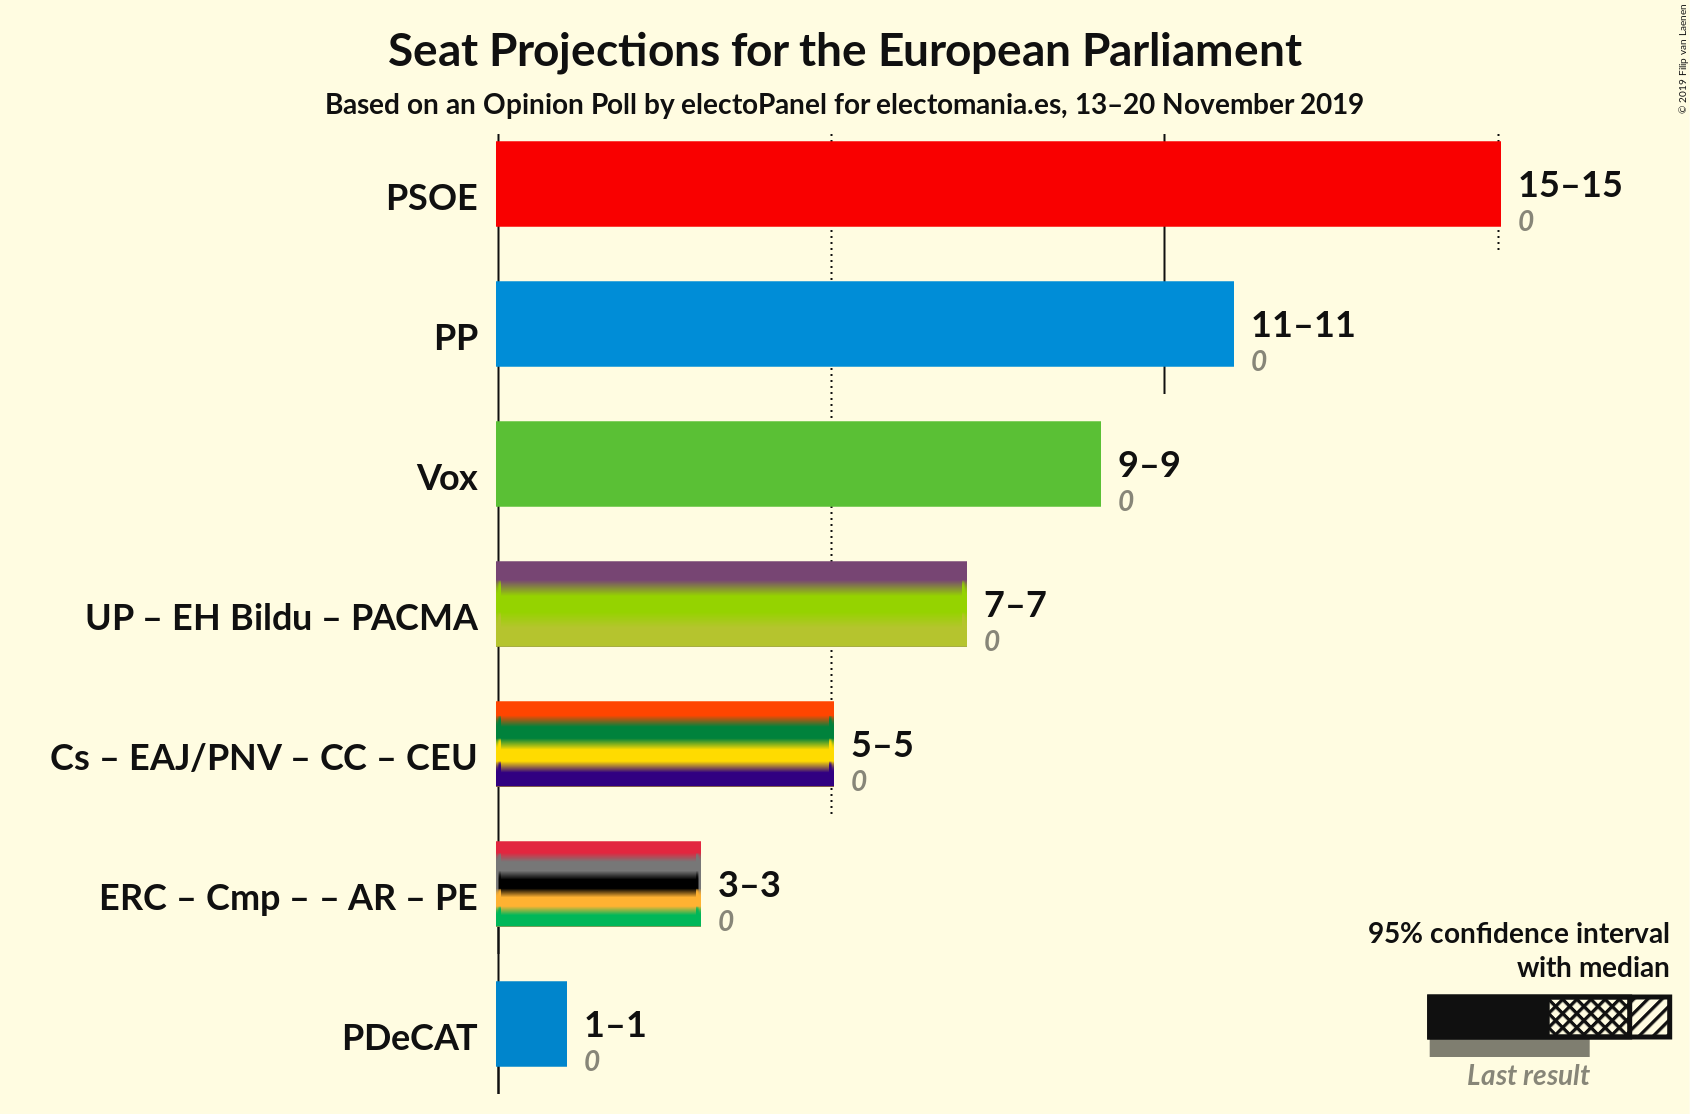 Seat Projections for the European Parliament
Based on an Opinion Poll by electoPanel for electomania.es, 13–20 November 2019
© 2019 Filip van Laenen
PSOE
15–15
0
PP
11–11
0
Vox
9–9
0
UP – EH Bildu – PACMA
7–7
0
Cs – EAJ/PNV – CC – CEU
5–5
0
ERC – Cmp – – AR – PE
3–3
0
PDeCAT
1–1
0
95% confidence interval
with median
Last result